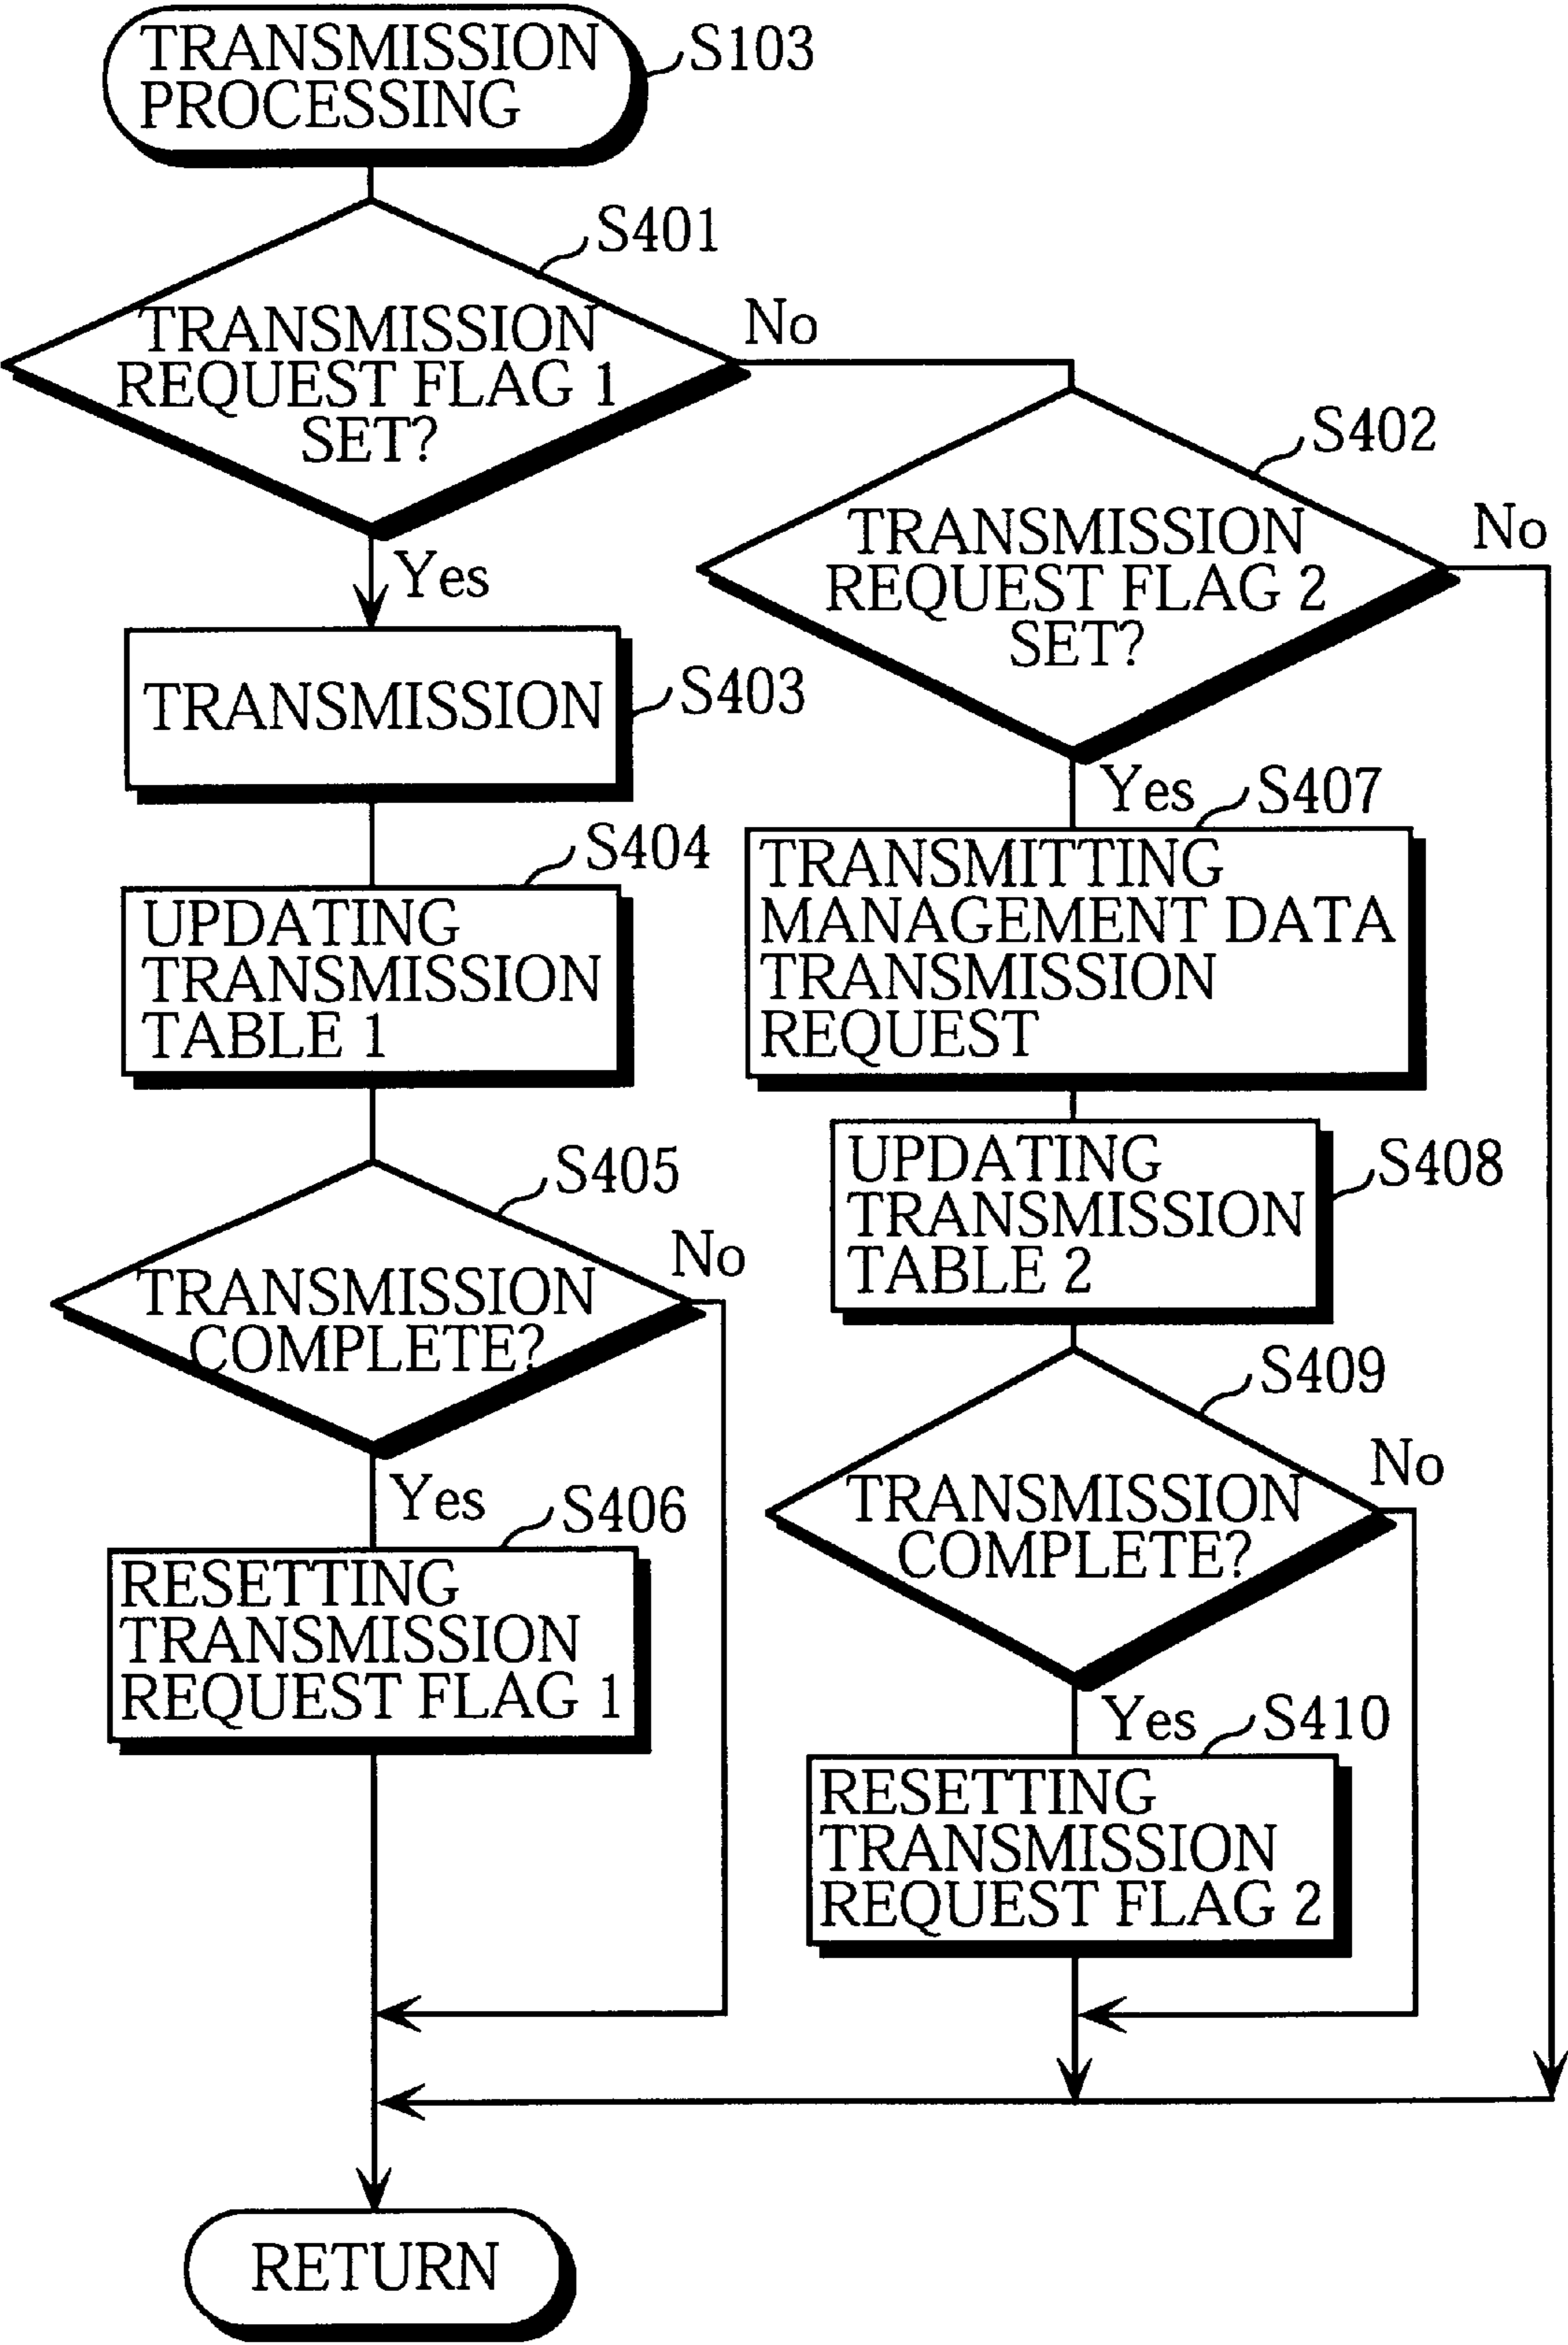 TRANSMISSION
PROCESSING
S103
S401
TRANSMISSION
REQUEST FLAG 1
SET?
No
Yes
S402
TRANSMISSION
REQUEST FLAG 2
SET?
No
Yes
TRANSMISSION
S403
S404
UPDATING
TRANSMISSION
TABLE 1
S405
TRANSMISSION
COMPLETE?
No
Yes
S406
RESETTING
TRANSMISSION
REQUEST FLAG 1
S407
TRANSMITTING
MANAGEMENT DATA
TRANSMISSION
REQUEST
UPDATING
TRANSMISSION
TABLE 2
S408
S409
TRANSMISSION
COMPLETE?
No
Yes
S410
RESETTING
TRANSMISSION
REQUEST FLAG 2
RETURN